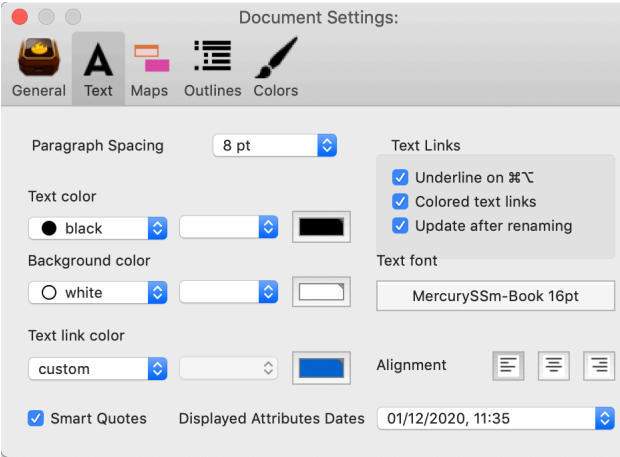 Document Settings:
General Text Maps Outlines Colors
Paragraph Spacing 8 pt
Text Links
Underline on ⌘⌥
Colored text links
Update after renaming
Text color
black
Background color
white
Text font
MercurySSm-Book 16pt
Text link color
custom
Alignment
Smart Quotes Displayed Attributes Dates 01/12/2020, 11:35